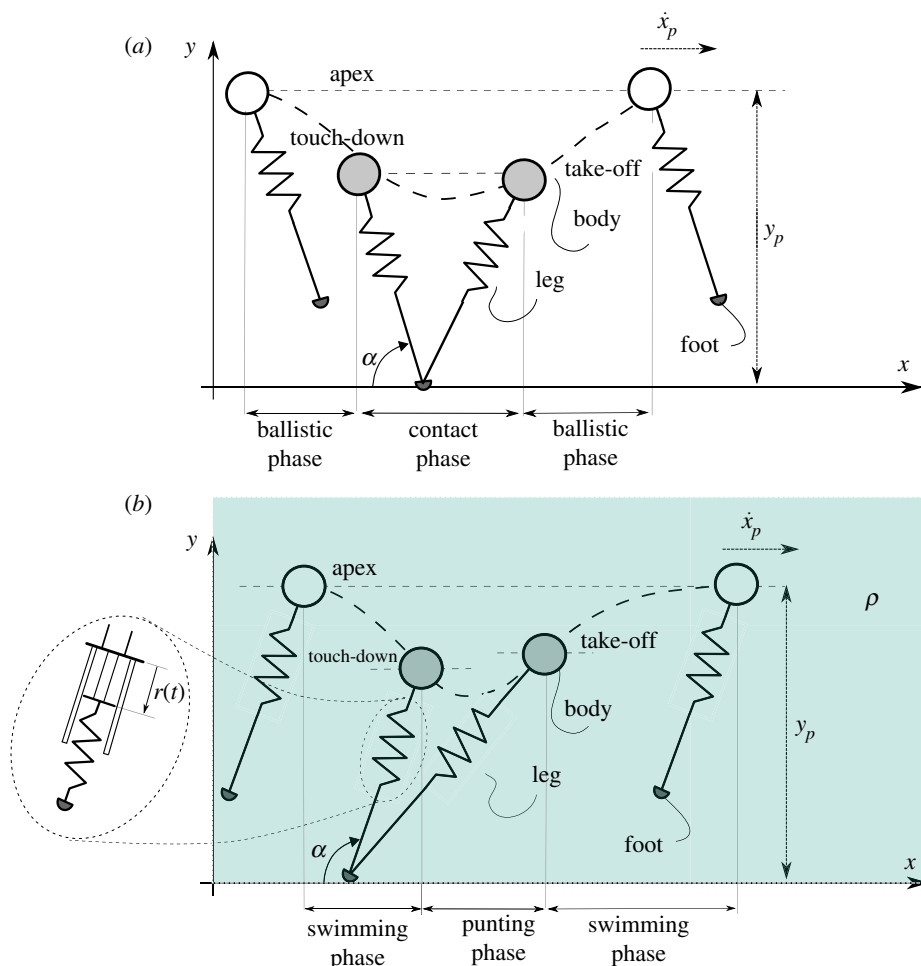 (a)
y
ẋp
apex
touch-down
take-off
body
yp
leg
α
foot
x
ballistic
phase
contact
phase
ballistic
phase
(b)
y
ẋp
apex
ρ
touch-down
take-off
r(t)
body
yp
leg
α
foot
x
swimming
phase
punting
phase
swimming
phase